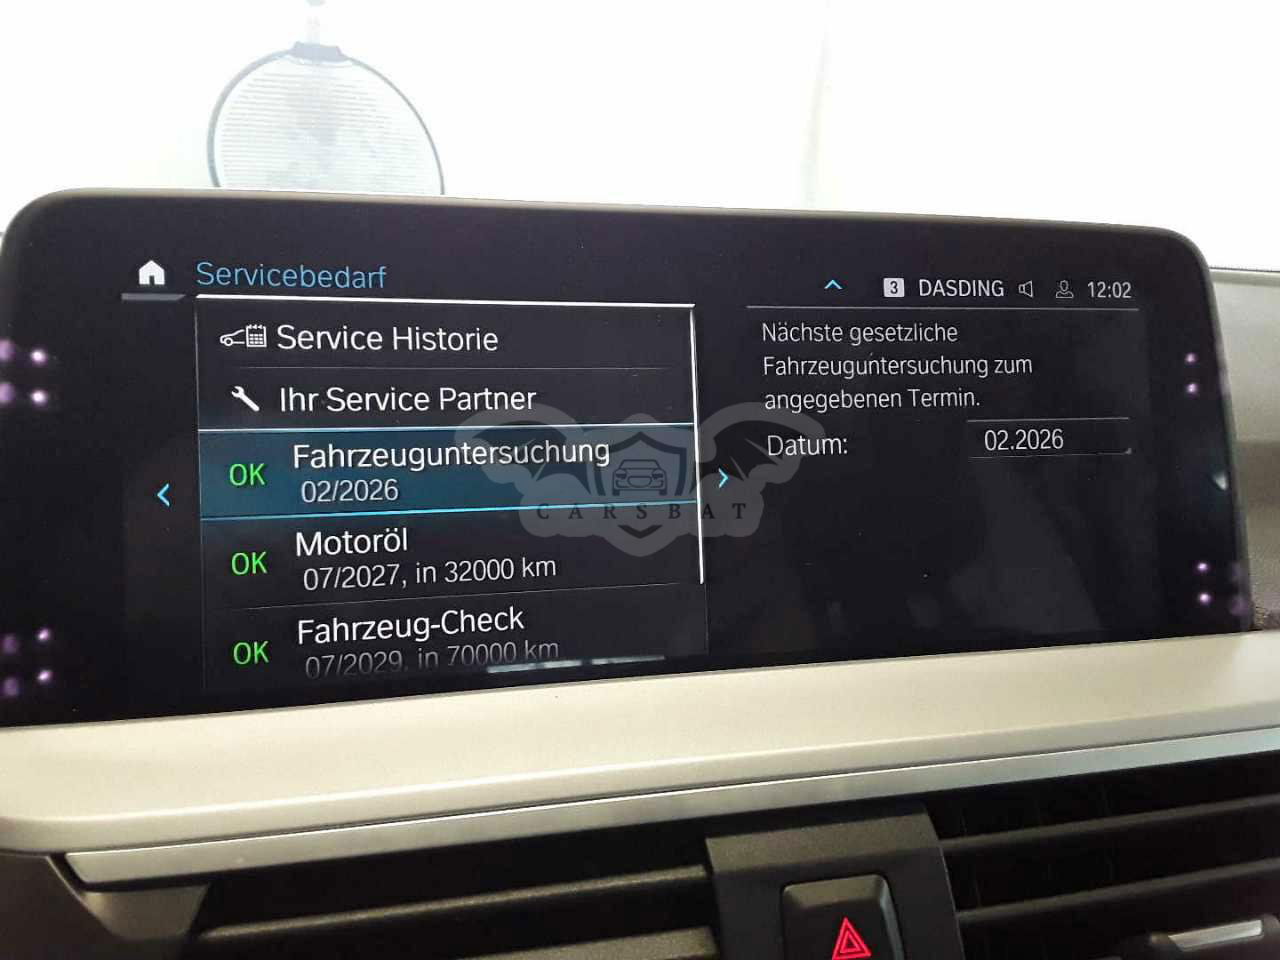 Servicebedarf
3 DASDING 12:02
Service Historie
Ihr Service Partner
OK Fahrzeuguntersuchung
02/2026
OK Motoröl
07/2027, in 32000 km
OK Fahrzeug-Check
07/2029, in 70000 km
Nächste gesetzliche
Fahrzeuguntersuchung zum
angegebenen Termin.
Datum: 02.2026
CARSBAT